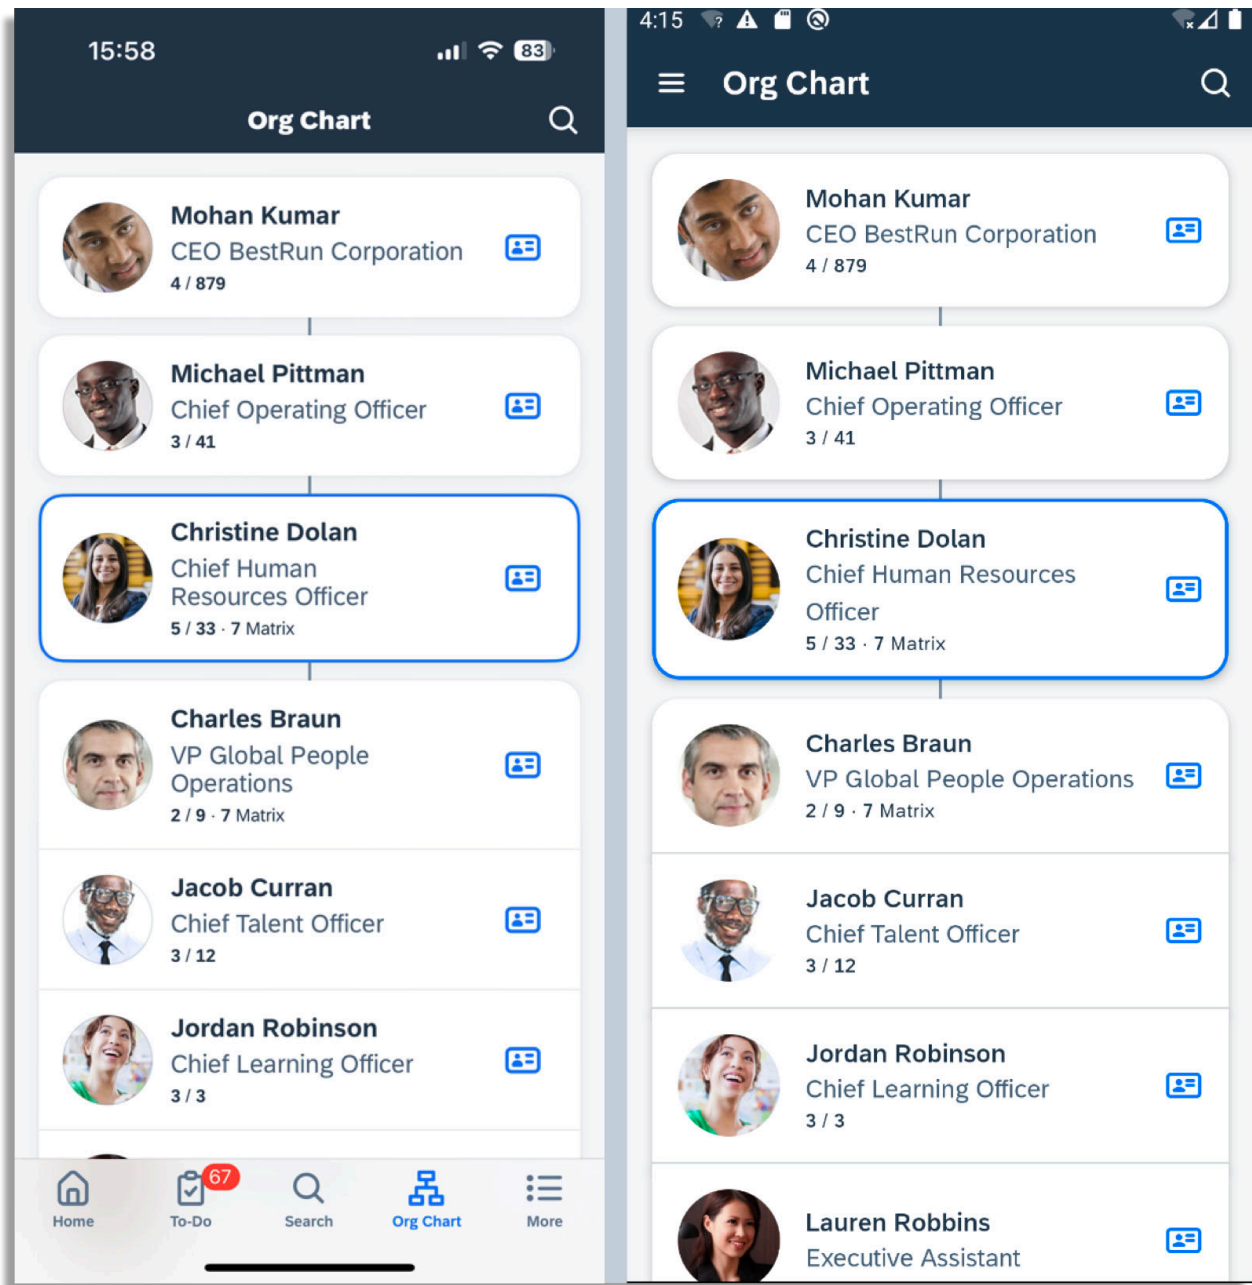 15:58
83
Org Chart
Mohan Kumar
CEO BestRun Corporation
4 / 879
Michael Pittman
Chief Operating Officer
3 / 41
Christine Dolan
Chief Human
Resources Officer
5 / 33 · 7 Matrix
Charles Braun
VP Global People
Operations
2 / 9 · 7 Matrix
Jacob Curran
Chief Talent Officer
3 / 12
Jordan Robinson
Chief Learning Officer
3 / 3
67
Home
To-Do
Search
Org Chart
More
4:15
?
Org Chart
Mohan Kumar
CEO BestRun Corporation
4 / 879
Michael Pittman
Chief Operating Officer
3 / 41
Christine Dolan
Chief Human Resources
Officer
5 / 33 · 7 Matrix
Charles Braun
VP Global People Operations
2 / 9 · 7 Matrix
Jacob Curran
Chief Talent Officer
3 / 12
Jordan Robinson
Chief Learning Officer
3 / 3
Lauren Robbins
Executive Assistant